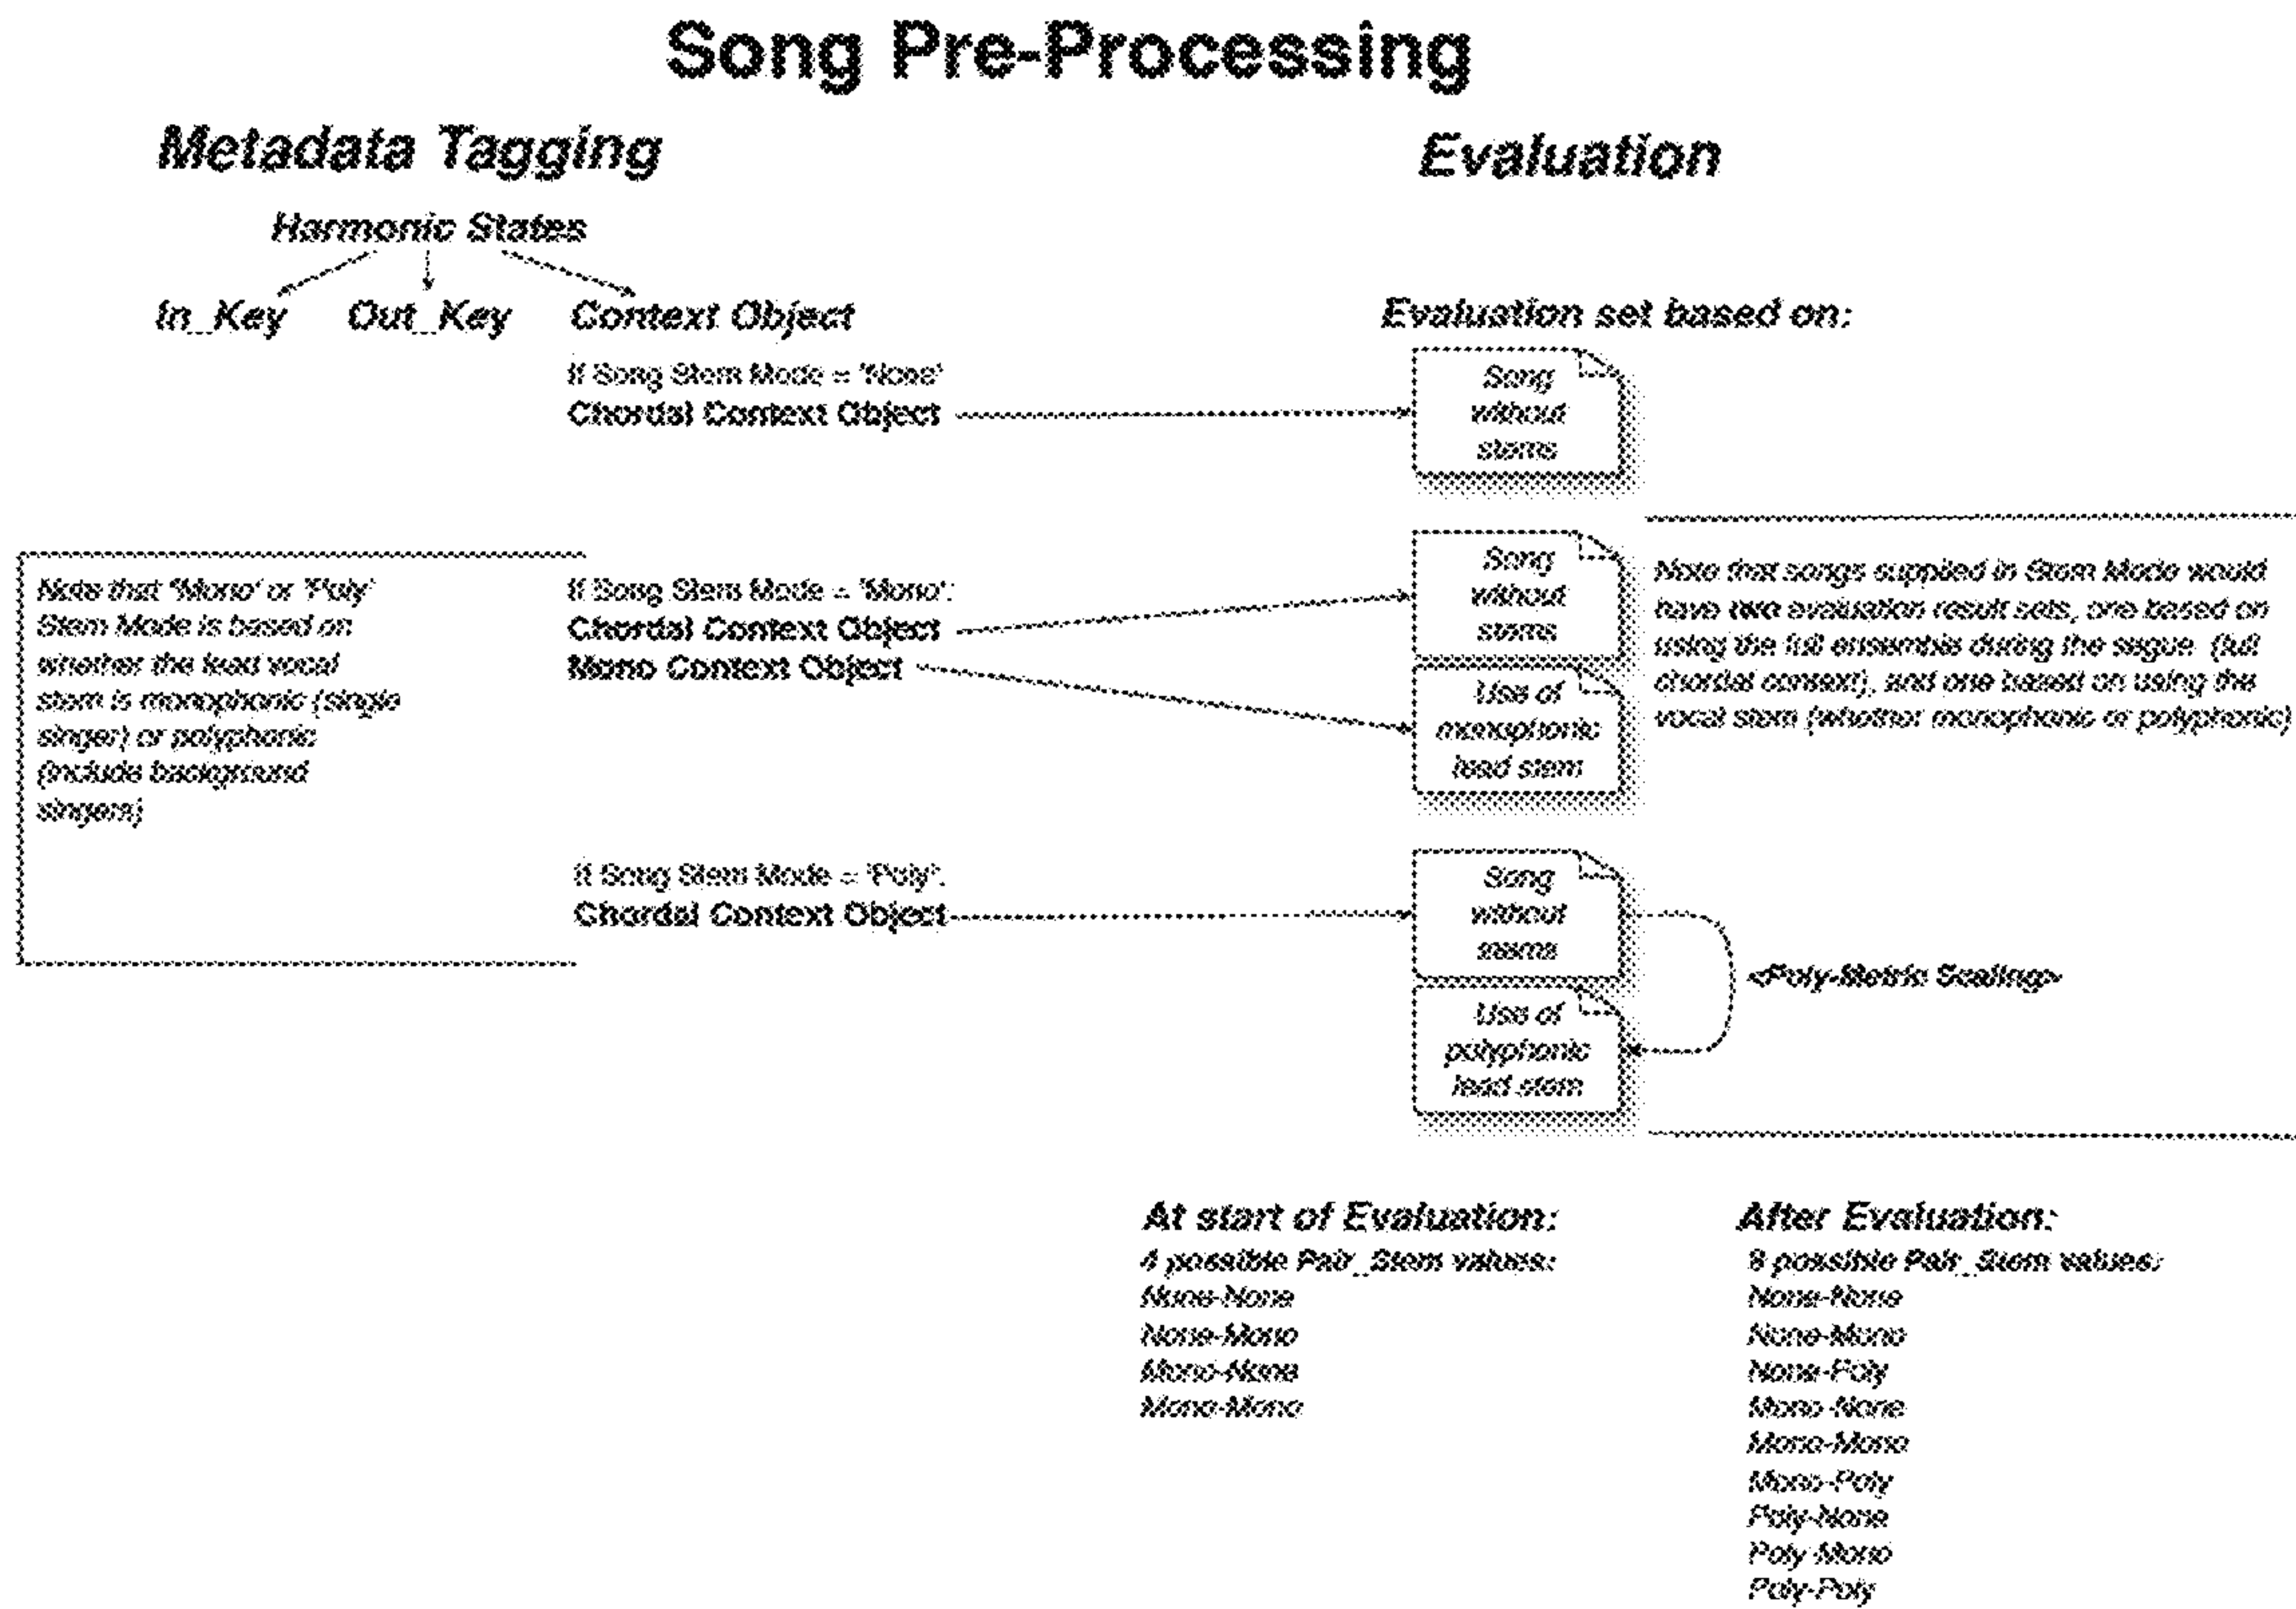 Song Pre-Processing
Metadata Tagging
Harmonic States
In_Key
Out_Key
Context Object
If Song Stem Mode = 'None'
Chordal Context Object
Note that 'Mono' or 'Poly'
Stem Mode is based on
whether the lead vocal
stem is monophonic (single
singer) or polyphonic
(include background
singers)
If Song Stem Mode = 'Mono':
Chordal Context Object
Mono Context Object
If Song Stem Mode = 'Poly':
Chordal Context Object
Evaluation
Evaluation set based on:
Song
without
stems
Song
without
stems
Use of
monophonic
lead stem
Note that songs supplied in Stem Mode would
have two evaluation result sets, one based on
using the full ensemble during the segue (full
chordal context), and one based on using the
vocal stem (whether monophonic or polyphonic)
Song
without
stems
Use of
polyphonic
lead stem
<Poly-Metric Scaling>
At start of Evaluation:
4 possible Pair_Stem values:
None-None
None-Mono
Mono-None
Mono-Mono
After Evaluation:
9 possible Pair_Stem values:
None-None
None-Mono
None-Poly
Mono-None
Mono-Mono
Mono-Poly
Poly-None
Poly-Mono
Poly-Poly